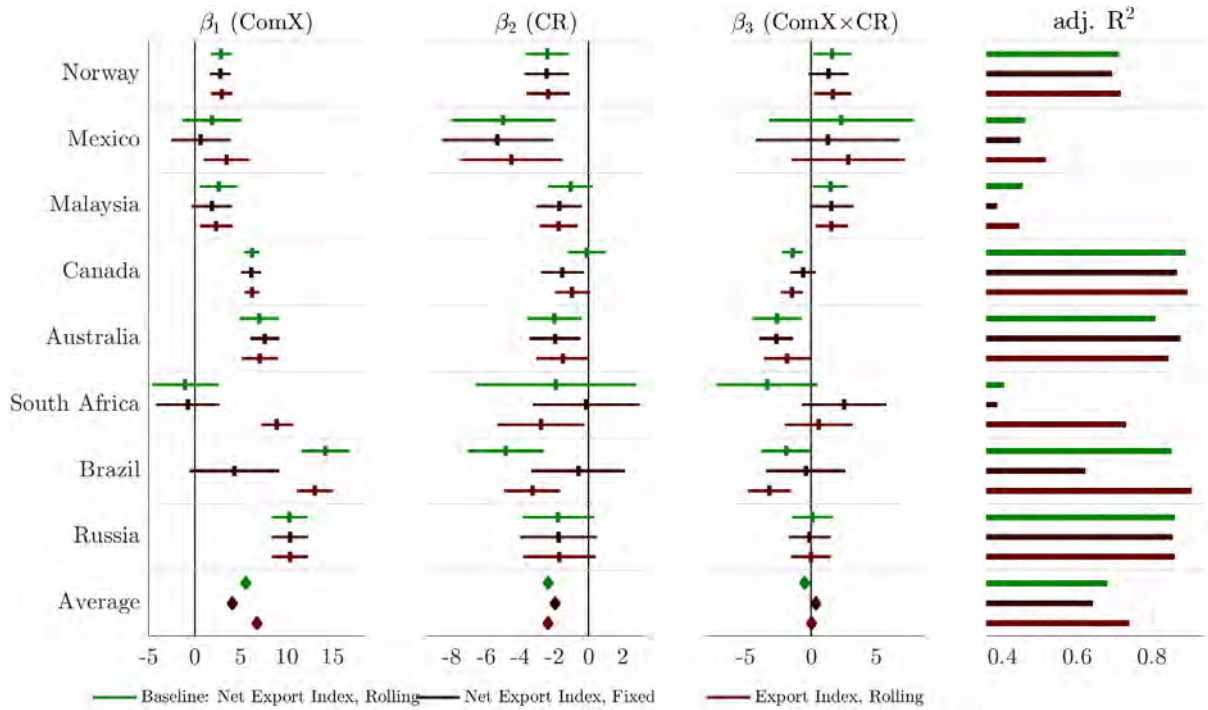 β₁ (ComX) β₂ (CR) β₃ (ComX×CR) adj. R²
Norway
Mexico
Malaysia
Canada
Australia
South Africa
Brazil
Russia
Average
-5 0 5 10 15 -8 -6 -4 -2 0 2 -5 0 5 0.4 0.6 0.8
Baseline: Net Export Index, Rolling Net Export Index, Fixed Export Index, Rolling